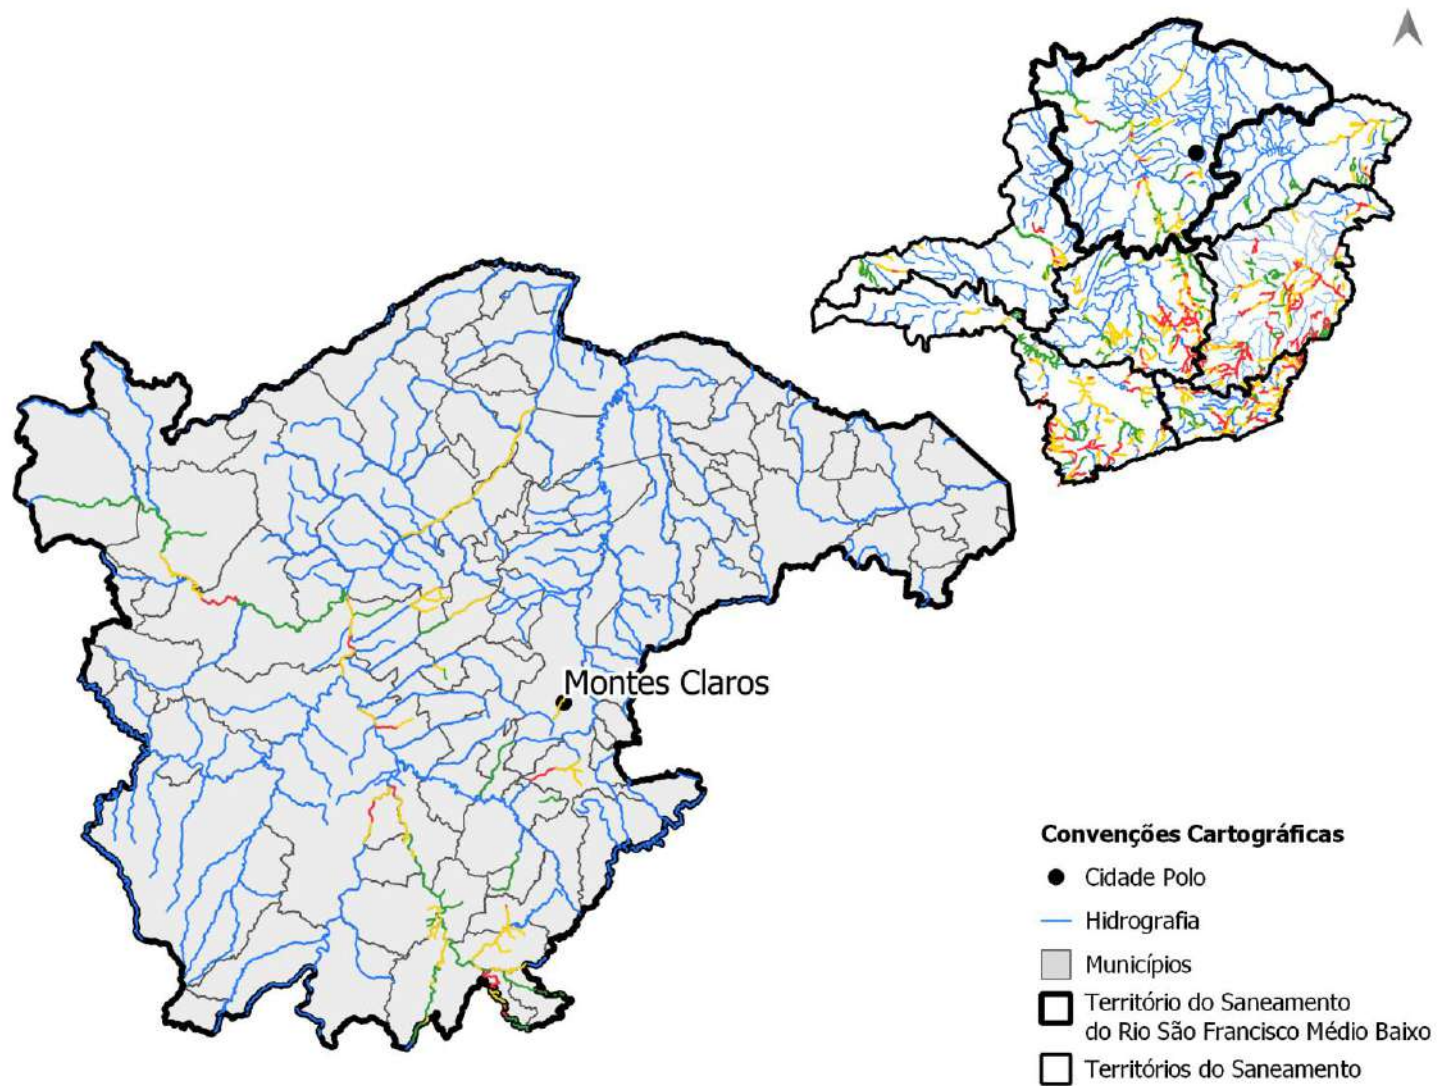 Montes Claros
Convenções Cartográficas
Cidade Polo
Hidrografia
Municípios
Território do Saneamento
do Rio São Francisco Médio Baixo
Territórios do Saneamento